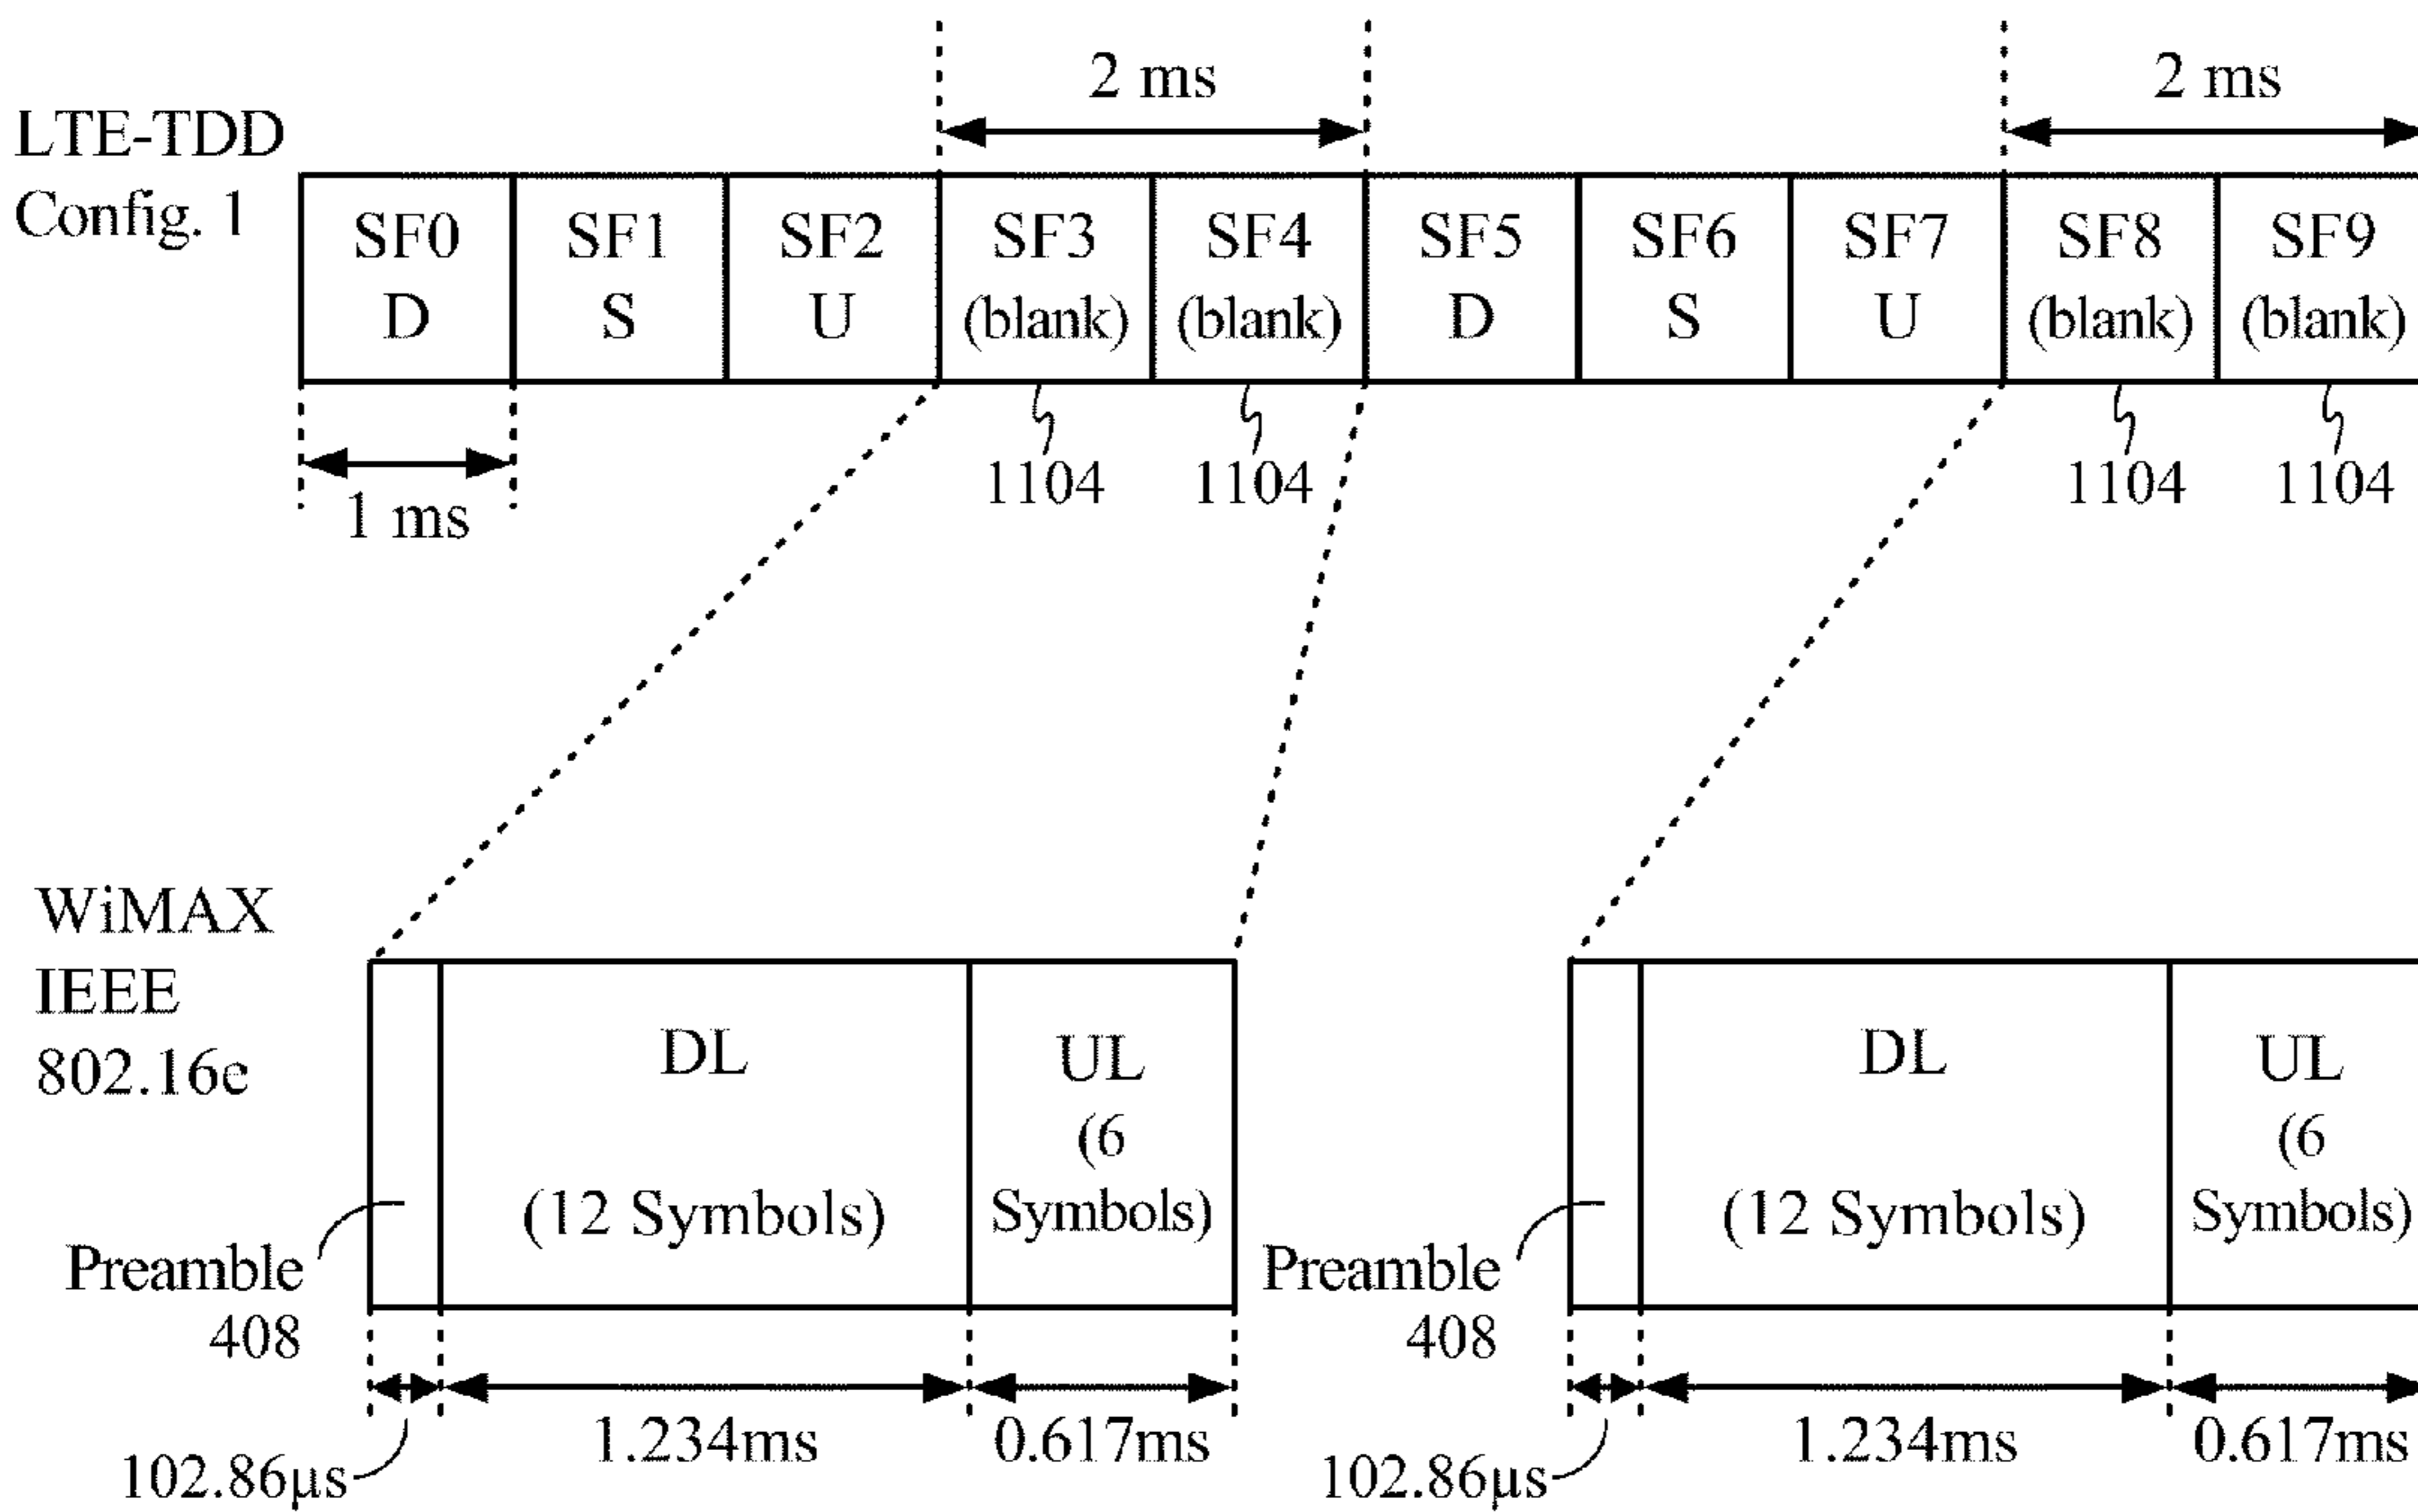 2 ms
2 ms
LTE-TDD
Config. 1
SF0 SF1 SF2 SF3 SF4 SF5 SF6 SF7 SF8 SF9
D S U (blank) (blank) D S U (blank) (blank)
1104 1104 1104 1104
1 ms
WiMAX
IEEE
802.16e
DL
(12 Symbols)
UL
(6
Symbols)
Preamble
408
102.86μs
1.234ms
0.617ms
DL
(12 Symbols)
UL
(6
Symbols)
Preamble
408
102.86μs
1.234ms
0.617ms